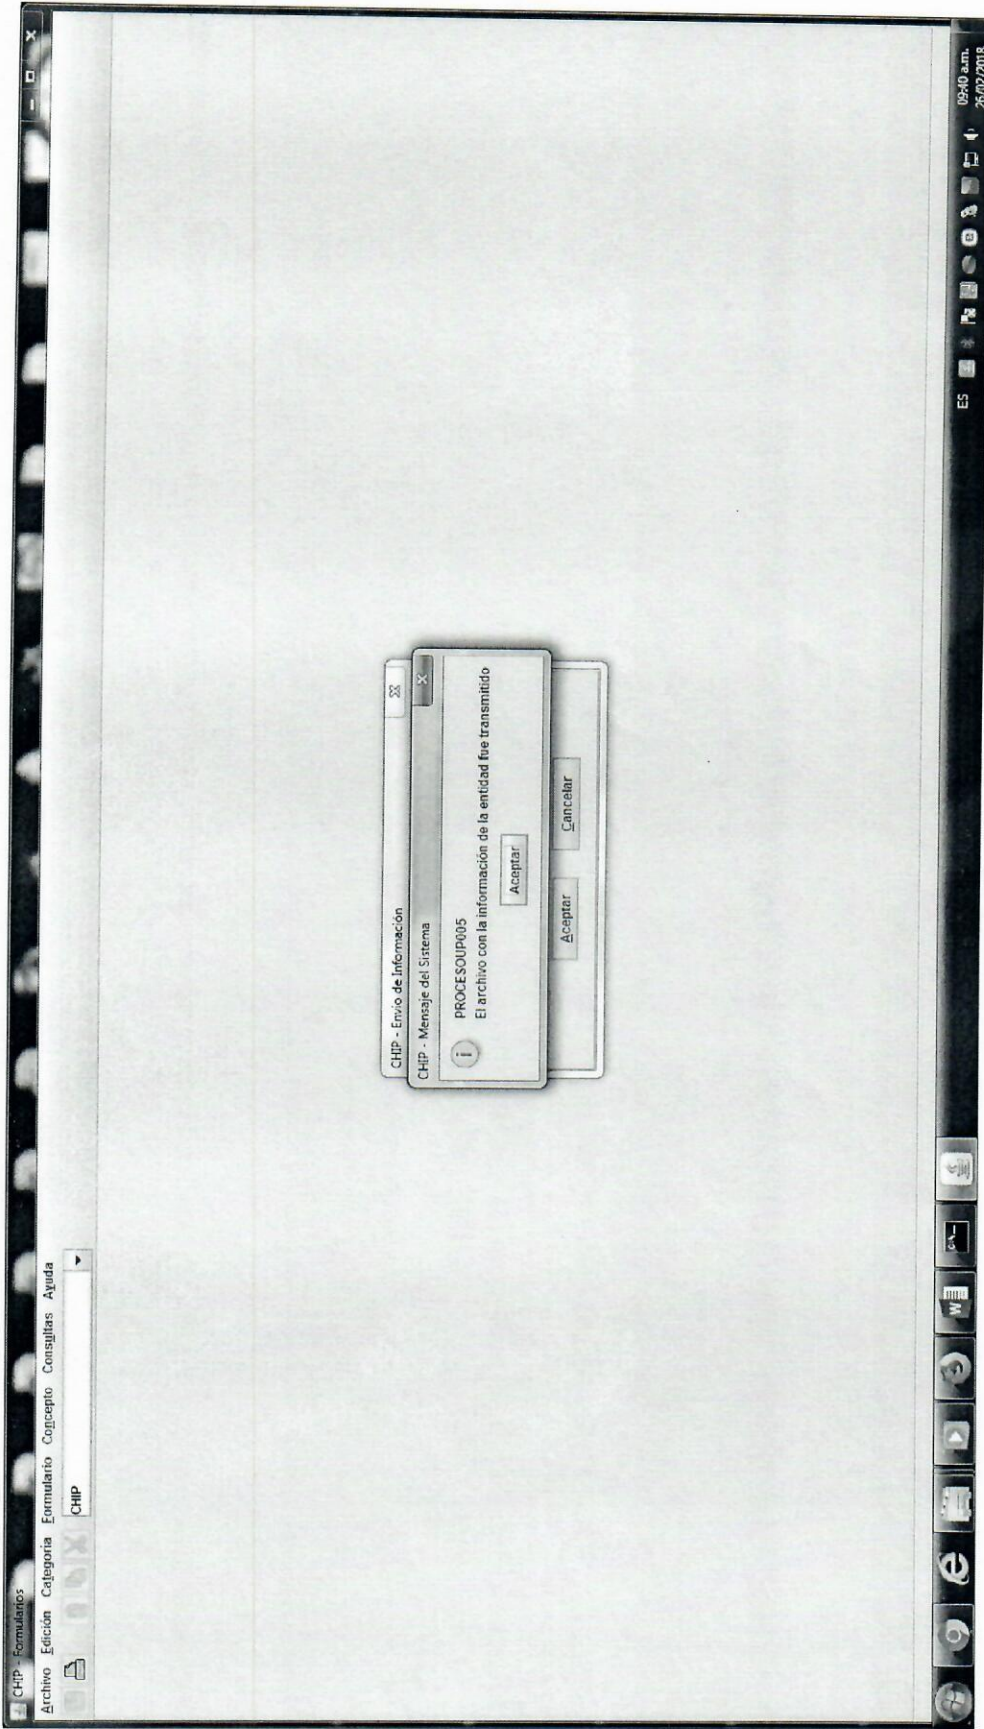 CHIP - Formularios
Archivo Edición Categoría Formulario Concepto Consultas Ayuda
CHIP
CHIP - Envío de Información
CHIP - Mensaje del Sistema
PROCESOUP005
El archivo con la información de la entidad fue transmitido
Aceptar
Aceptar Cancelar
ES
09:40 a.m.
26/02/2018